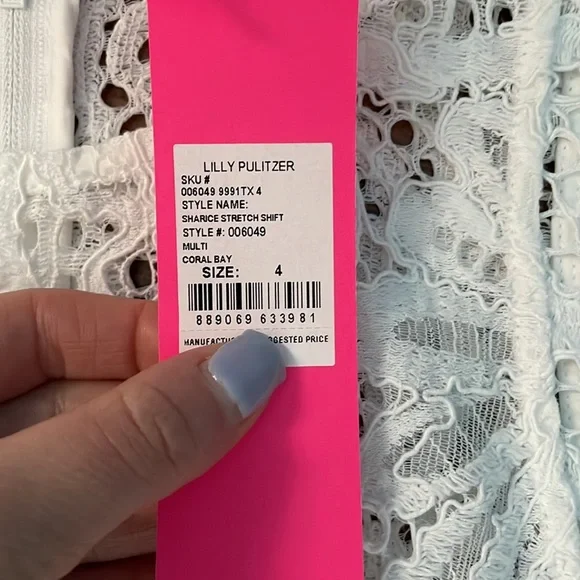 LILLY PULITZER
SKU #
006049 9991TX 4
STYLE NAME:
SHARICE STRETCH SHIFT
STYLE #: 006049
MULTI
CORAL BAY
SIZE: 4
889069 633981
PRICE